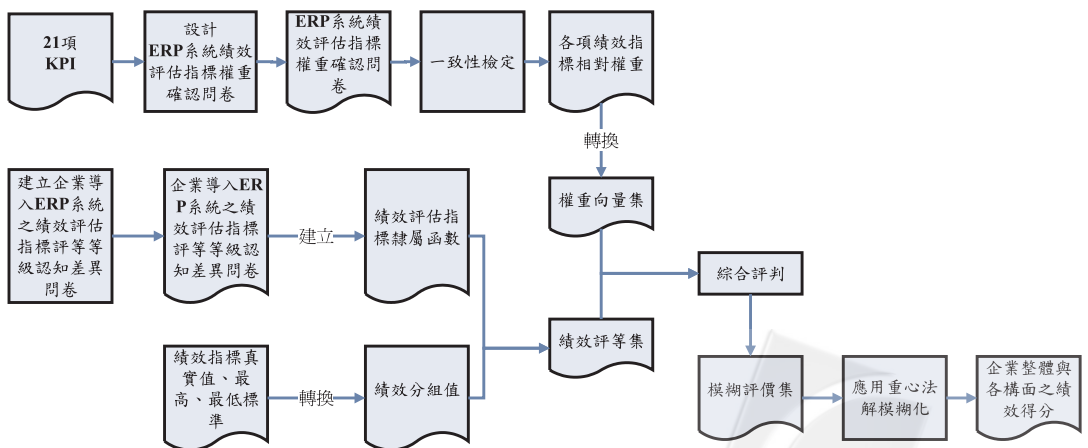 21項
KPI
設計
ERP系統績效
評估指標權重
確認問卷
ERP系統績
效評估指標
權重確認問
卷
一致性檢定
各項績效指
標相對權重
轉換
權重向量集
建立企業導
入ERP系統
之績效評估
指標評等等
級認知差異
問卷
企業導入ER
P系統之績
效評估指標
評等等級認
知差異問卷
建立
績效評估指
標隸屬函數
綜合評判
績效評等集
績效指標真
實值、最
高、最低標
準
轉換
績效分組值
模糊評價集
應用重心法
解模糊化
企業整體與
各構面之績
效得分